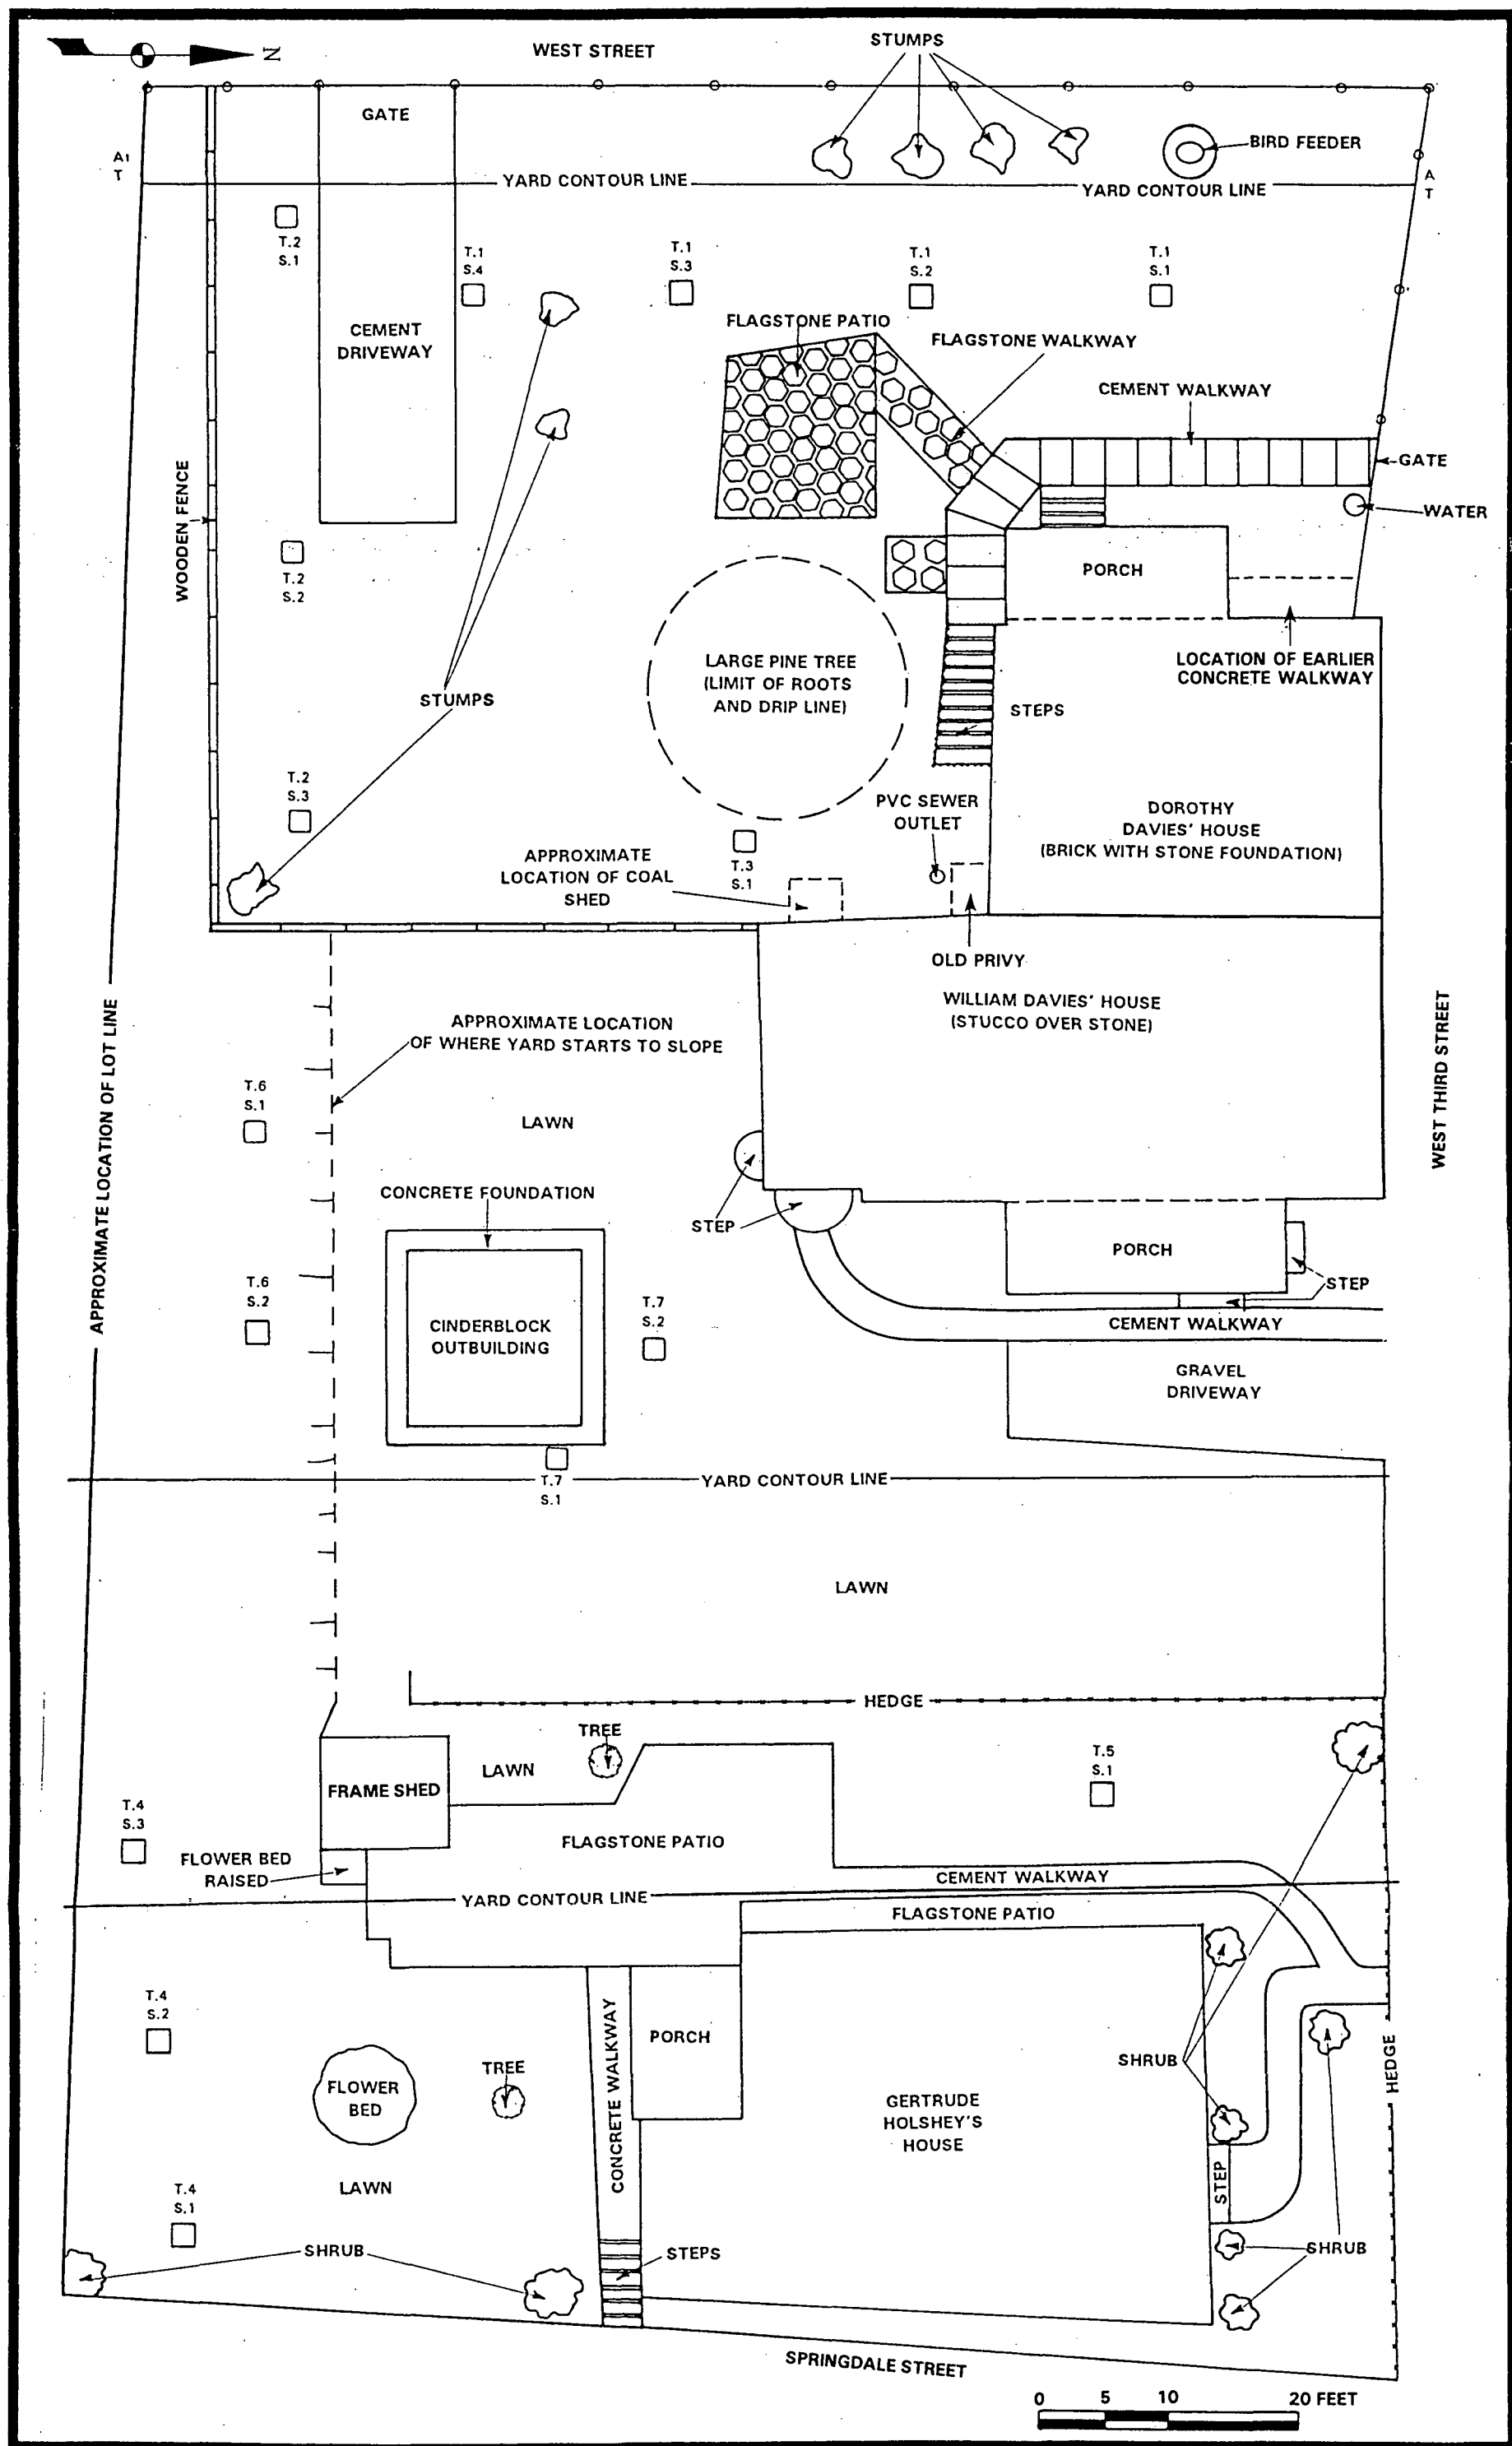 N
WEST STREET
STUMPS
GATE
BIRD FEEDER
A1
T
YARD CONTOUR LINE
YARD CONTOUR LINE
A
T
T.2
S.1
T.1
S.4
T.1
S.3
T.1
S.2
T.1
S.1
CEMENT
DRIVEWAY
FLAGSTONE PATIO
FLAGSTONE WALKWAY
CEMENT WALKWAY
GATE
WATER
WOODEN FENCE
T.2
S.2
PORCH
LARGE PINE TREE
(LIMIT OF ROOTS
AND DRIP LINE)
LOCATION OF EARLIER
CONCRETE WALKWAY
STUMPS
STEPS
T.2
S.3
PVC SEWER
OUTLET
DOROTHY
DAVIES' HOUSE
(BRICK WITH STONE FOUNDATION)
APPROXIMATE
LOCATION OF COAL
SHED
T.3
S.1
OLD PRIVY
WILLIAM DAVIES' HOUSE
(STUCCO OVER STONE)
APPROXIMATE LOCATION
OF WHERE YARD STARTS TO SLOPE
APPROXIMATE LOCATION OF LOT LINE
WEST THIRD STREET
T.6
S.1
LAWN
CONCRETE FOUNDATION
STEP
PORCH
STEP
T.6
S.2
CINDERBLOCK
OUTBUILDING
T.7
S.2
CEMENT WALKWAY
GRAVEL
DRIVEWAY
T.7
S.1
YARD CONTOUR LINE
LAWN
HEDGE
TREE
LAWN
FRAME SHED
T.5
S.1
T.4
S.3
FLAGSTONE PATIO
FLOWER BED
RAISED
CEMENT WALKWAY
YARD CONTOUR LINE
FLAGSTONE PATIO
T.4
S.2
CONCRETE WALKWAY
PORCH
SHRUB
HEDGE
FLOWER
BED
TREE
GERTRUDE
HOLSHEY'S
HOUSE
LAWN
STEP
T.4
S.1
SHRUB
STEPS
SHRUB
SPRINGDALE STREET
0 5 10 20 FEET